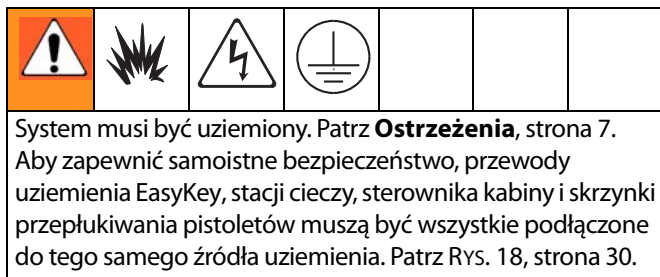 System musi być uziemiony. Patrz Ostrzeżenia, strona 7.
Aby zapewnić samoistne bezpieczeństwo, przewody
uziemienia EasyKey, stacji cieczy, sterownika kabiny i skrzynki
przepłukiwania pistoletów muszą być wszystkie podłączone
do tego samego źródła uziemienia. Patrz RYS. 18, strona 30.